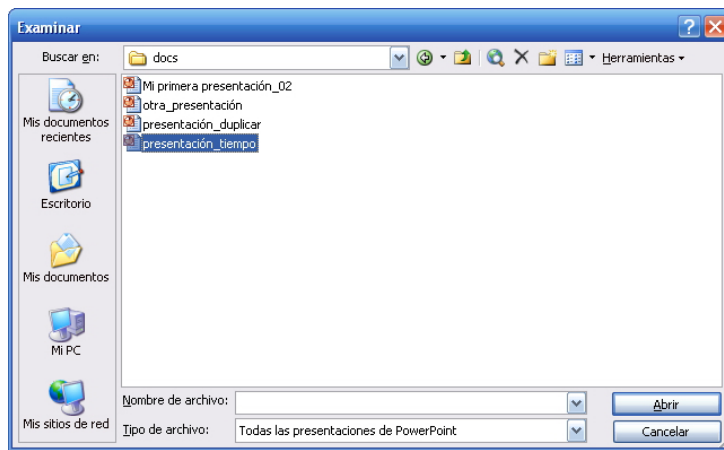 Examinar
Buscar en:
docs
Herramientas
Mis documentos
recientes
Escritorio
Mis documentos
Mi PC
Mis sitios de red
Mi primera presentación_02
otra_presentación
presentación_duplicar
presentación_tiempo
Nombre de archivo:
Abrir
Tipo de archivo:
Todas las presentaciones de PowerPoint
Cancelar